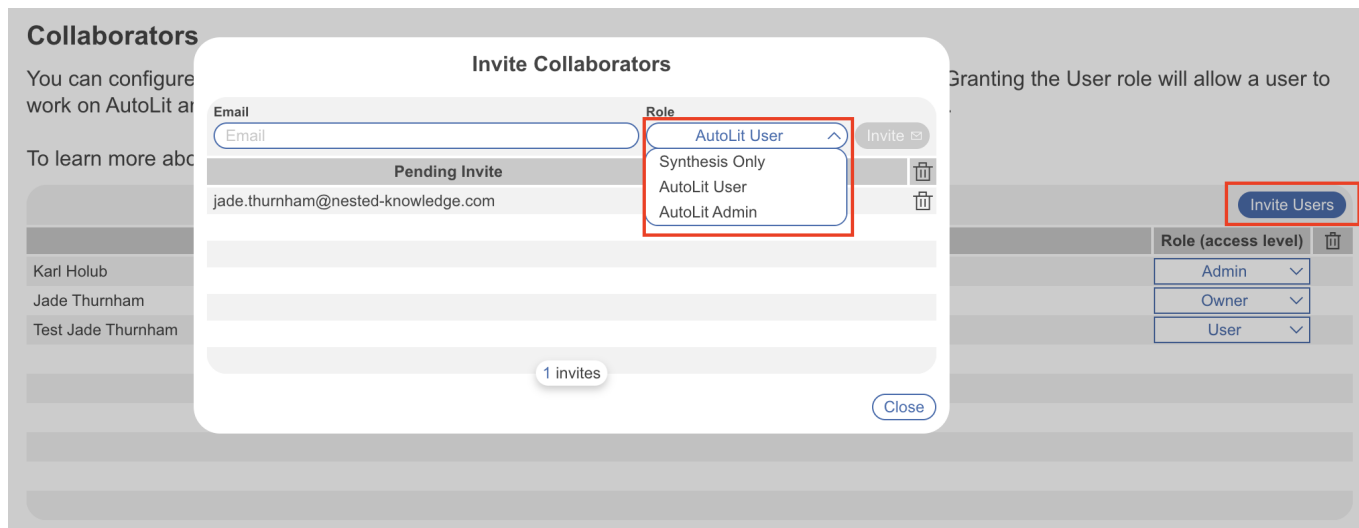 Collaborators
You can configure
Granting the User role will allow a user to
work on AutoLit
To learn more
Invite Users
Role (access level)
Karl Holub
Admin
Jade Thurnham
Owner
Test Jade Thurnham
User
Invite Collaborators
Email
Role
Email
AutoLit User
Invite
Synthesis Only
AutoLit User
AutoLit Admin
Pending Invite
jade.thurnham@nested-knowledge.com
1 invites
Close